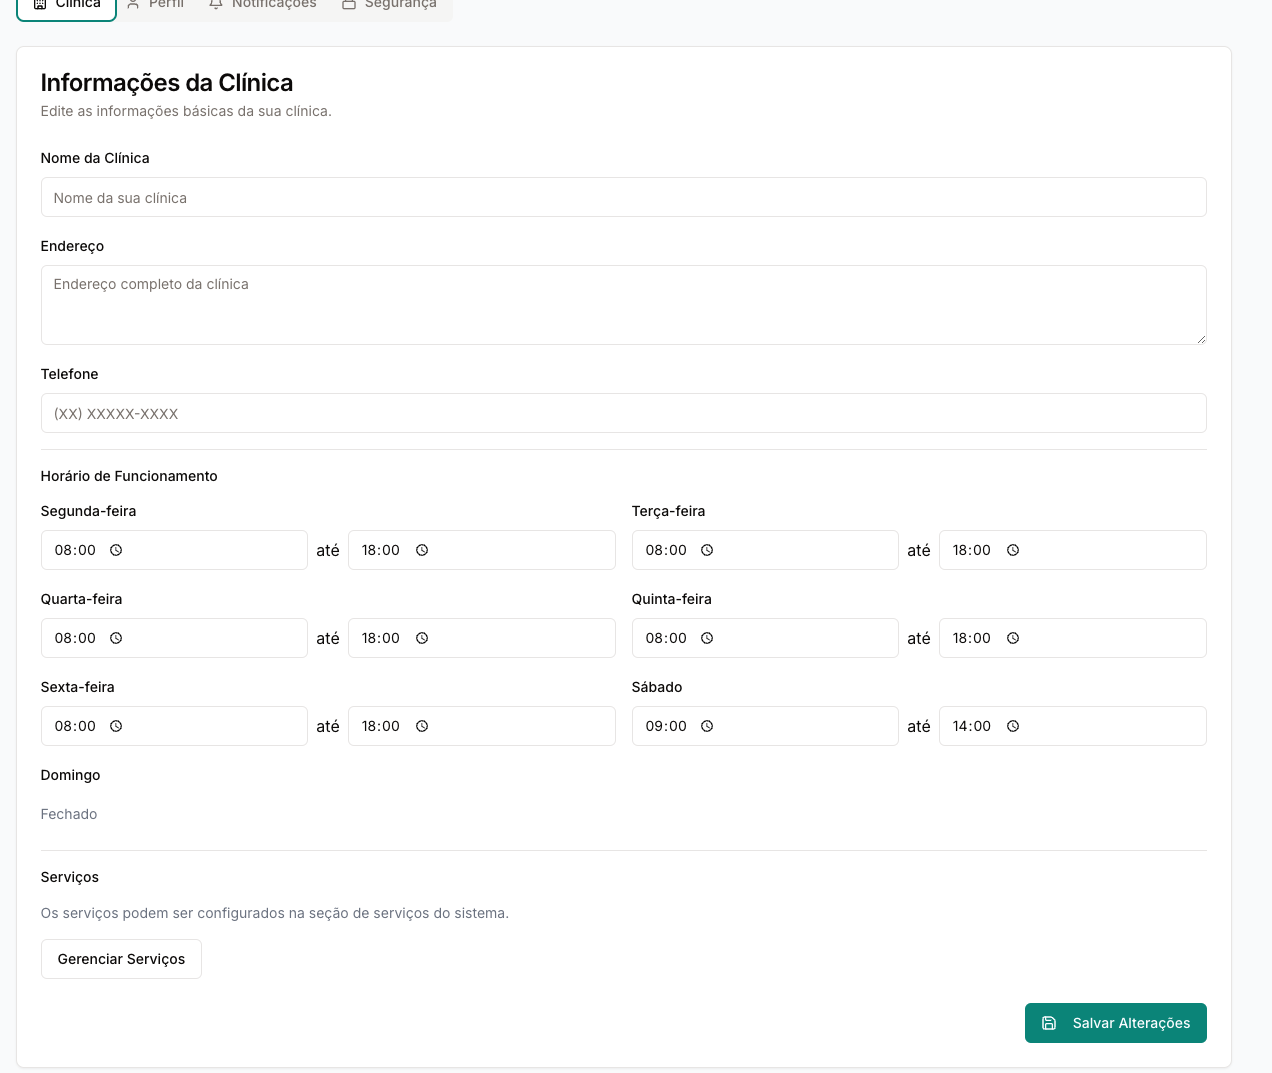 Clínica Perfil Notificações Segurança
Informações da Clínica
Edite as informações básicas da sua clínica.
Nome da Clínica
Nome da sua clínica
Endereço
Endereço completo da clínica
Telefone
(XX) XXXXX-XXXX
Horário de Funcionamento
Segunda-feira Terça-feira
08:00 até 18:00 08:00 até 18:00
Quarta-feira Quinta-feira
08:00 até 18:00 08:00 até 18:00
Sexta-feira Sábado
08:00 até 18:00 09:00 até 14:00
Domingo
Fechado
Serviços
Os serviços podem ser configurados na seção de serviços do sistema.
Gerenciar Serviços
Salvar Alterações